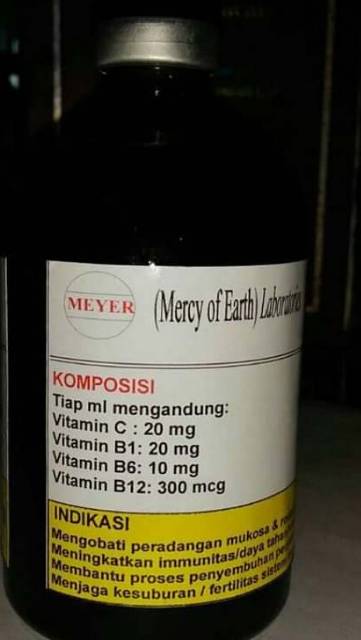 MEYER
(Mercy of Earth) Laboratories
KOMPOSISI
Tiap ml mengandung:
Vitamin C : 20 mg
Vitamin B1: 20 mg
Vitamin B6: 10 mg
Vitamin B12: 300 mcg
INDIKASI
Mengobati peradangan mukosa &
Meningkatkan immunitas/daya
Membantu proses penyembuhan
Menjaga kesuburan / fertilitas